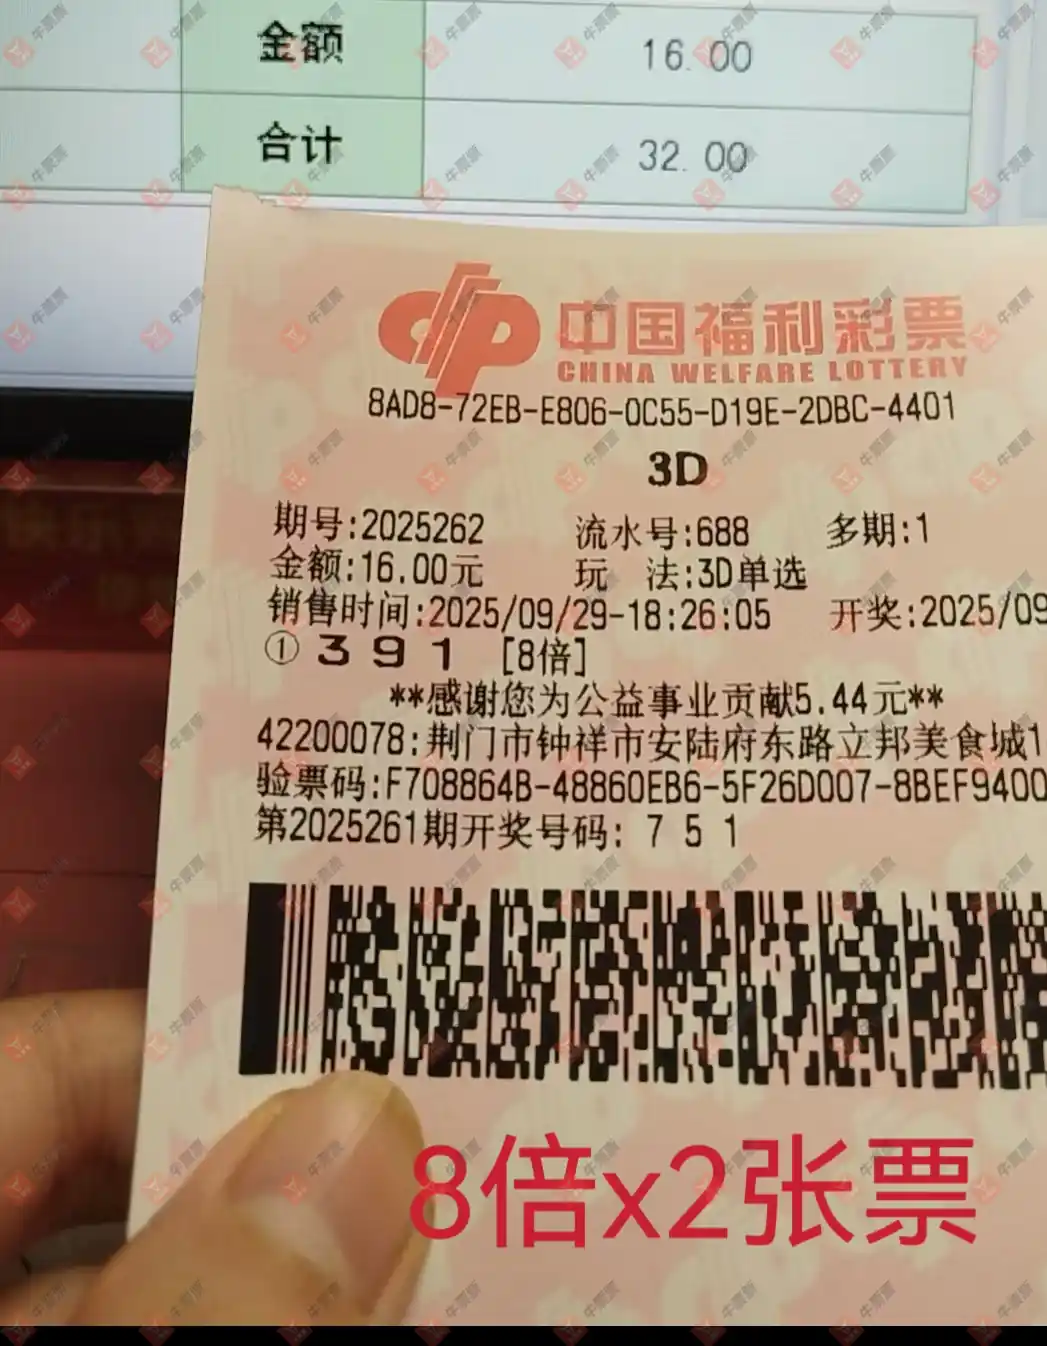 金额 16.00
合计 32.00
中国福利彩票
CHINA WELFARE LOTTERY
8AD8-72EB-E806-0C55-D19E-2DBC-4401
3D
期号:2025262 流水号:688 多期:1
金额:16.00元 玩 法:3D单选
销售时间:2025/09/29-18:26:05 开奖:2025/09
① 3 9 1 [8倍]
**感谢您为公益事业贡献5.44元**
42200078:荆门市钟祥市安陆府东路立邦美食城1
验票码:F708864B-48860EB6-5F26D007-8BEF9400
第2025261期开奖号码: 7 5 1
8倍x2张票